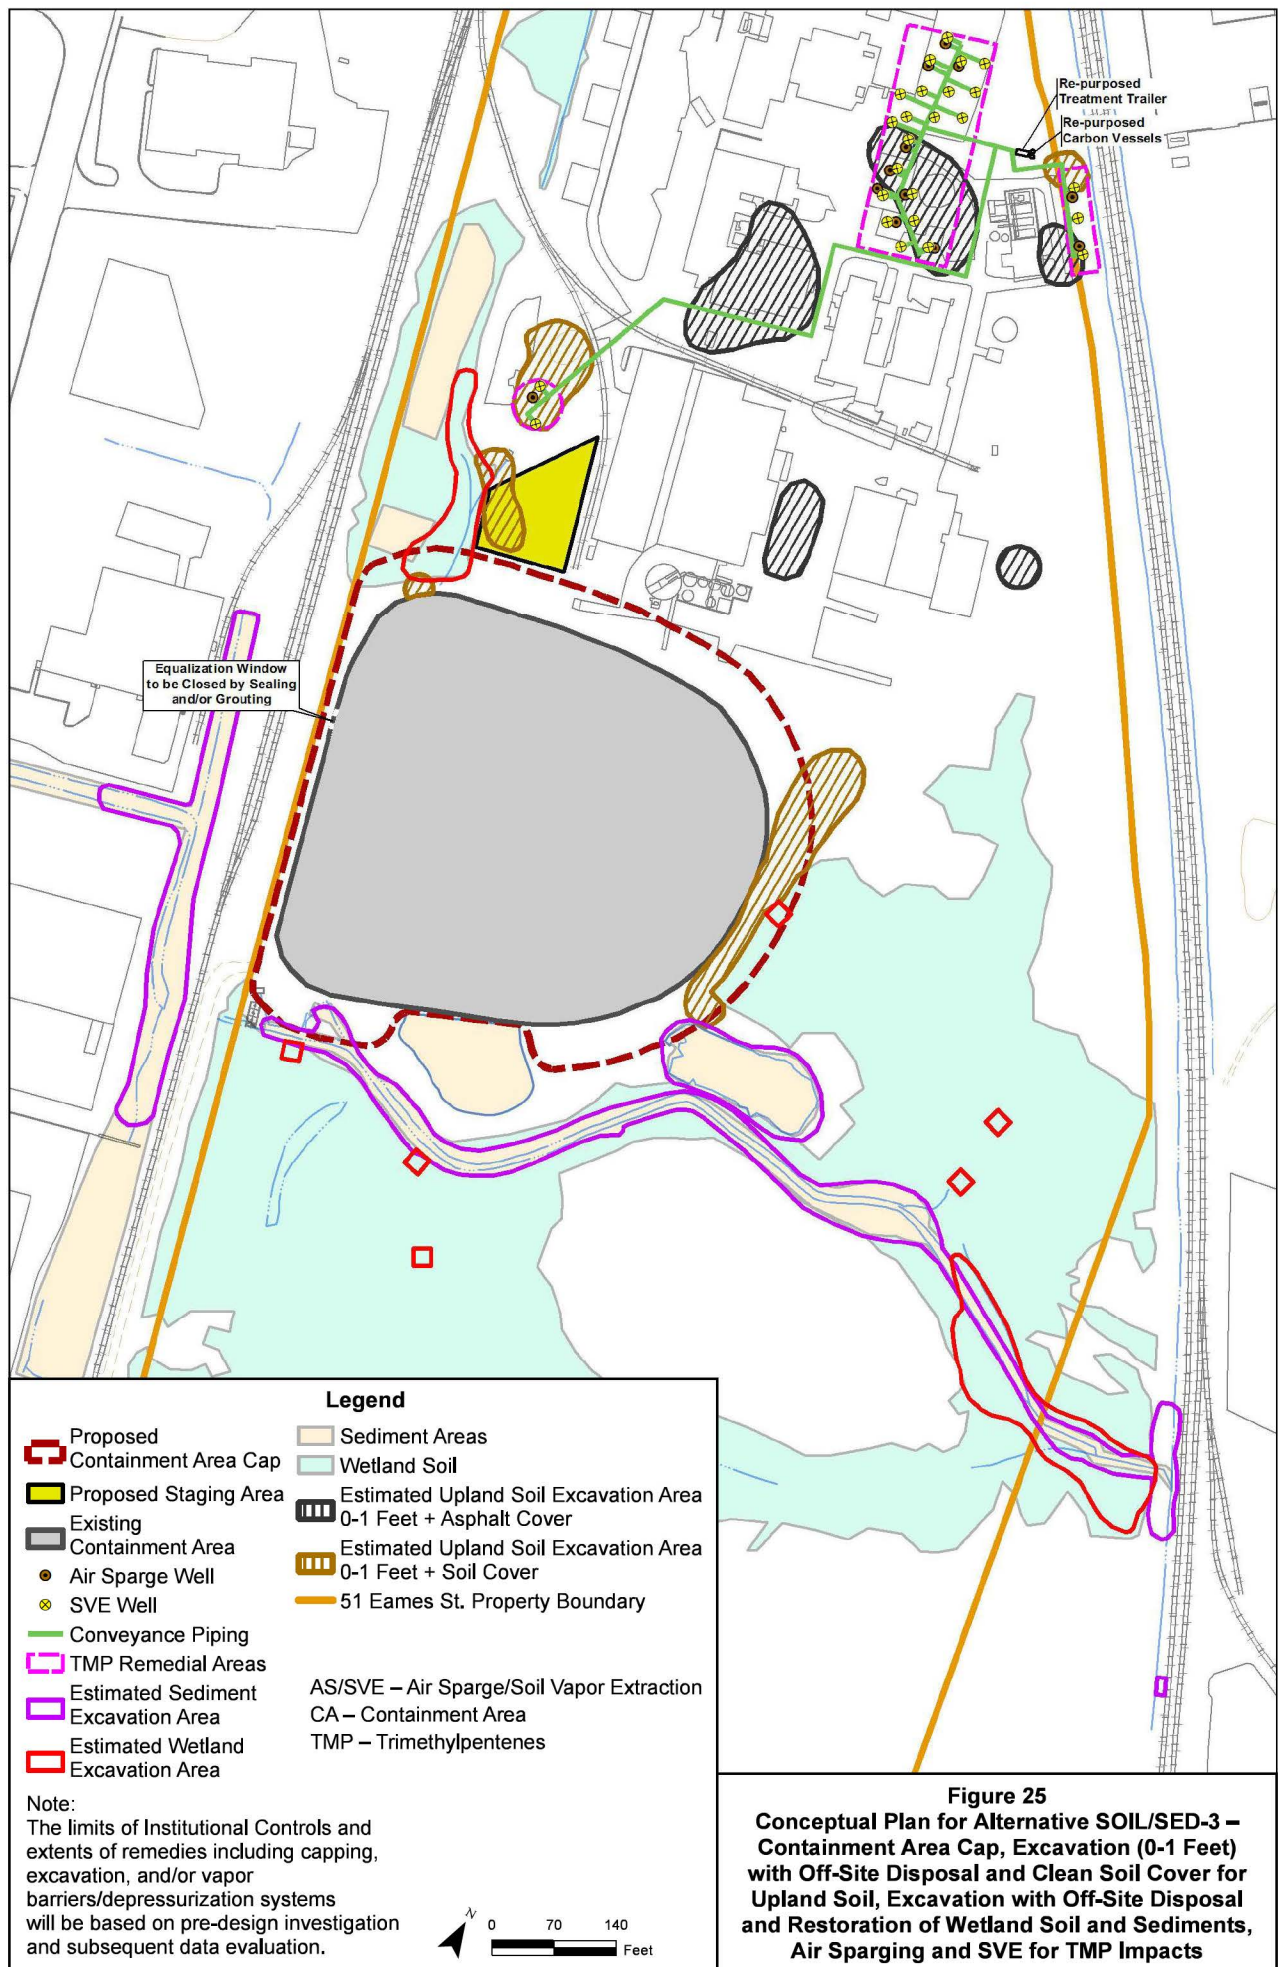 Re-purposed
Treatment Trailer
Re-purposed
Carbon Vessels
Equalization Window
to be Closed by Sealing
and/or Grouting
Legend
Proposed
Containment Area Cap
Proposed Staging Area
Existing
Containment Area
Air Sparge Well
SVE Well
Conveyance Piping
TMP Remedial Areas
Estimated Sediment
Excavation Area
Estimated Wetland
Excavation Area
Sediment Areas
Wetland Soil
Estimated Upland Soil Excavation Area
0-1 Feet + Asphalt Cover
Estimated Upland Soil Excavation Area
0-1 Feet + Soil Cover
51 Eames St. Property Boundary
AS/SVE – Air Sparge/Soil Vapor Extraction
CA – Containment Area
TMP – Trimethylpentenes
Note:
The limits of Institutional Controls and
extents of remedies including capping,
excavation, and/or vapor
barriers/depressurization systems
will be based on pre-design investigation
and subsequent data evaluation.
N
0 70 140
Feet
Figure 25
Conceptual Plan for Alternative SOIL/SED-3 –
Containment Area Cap, Excavation (0-1 Feet)
with Off-Site Disposal and Clean Soil Cover for
Upland Soil, Excavation with Off-Site Disposal
and Restoration of Wetland Soil and Sediments,
Air Sparging and SVE for TMP Impacts